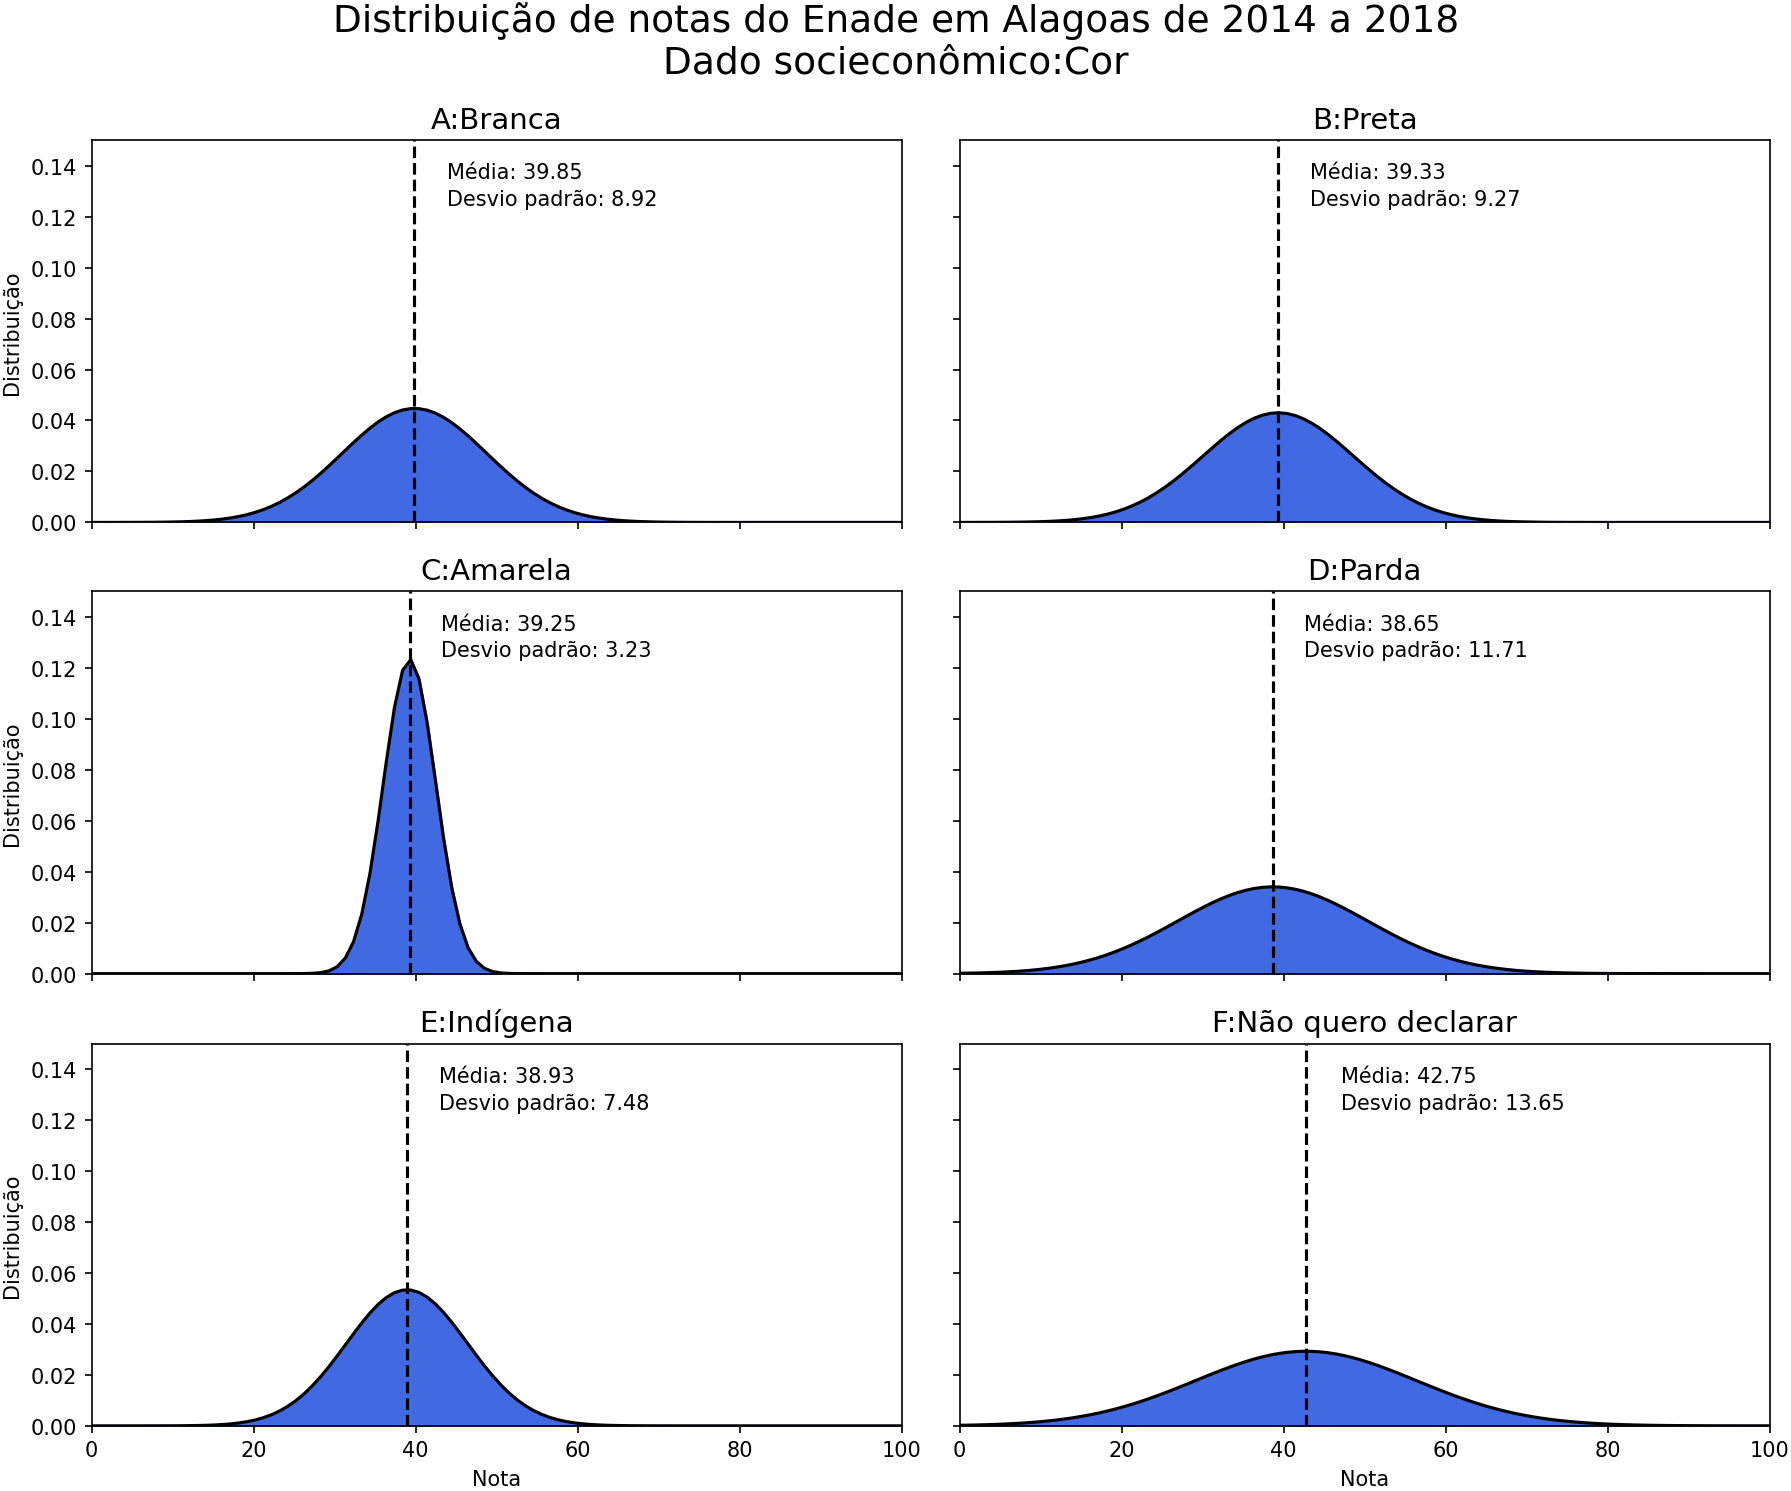 Distribuição de notas do Enade em Alagoas de 2014 a 2018
Dado socieconômico:Cor
A:Branca
Média: 39.85
Desvio padrão: 8.92
0.14
0.12
0.10
0.08
0.06
0.04
0.02
0.00
Distribuição
B:Preta
Média: 39.33
Desvio padrão: 9.27
C:Amarela
Média: 39.25
Desvio padrão: 3.23
0.14
0.12
0.10
0.08
0.06
0.04
0.02
0.00
Distribuição
D:Parda
Média: 38.65
Desvio padrão: 11.71
E:Indígena
Média: 38.93
Desvio padrão: 7.48
0.14
0.12
0.10
0.08
0.06
0.04
0.02
0.00
Distribuição
0 20 40 60 80 100
Nota
F:Não quero declarar
Média: 42.75
Desvio padrão: 13.65
0 20 40 60 80 100
Nota